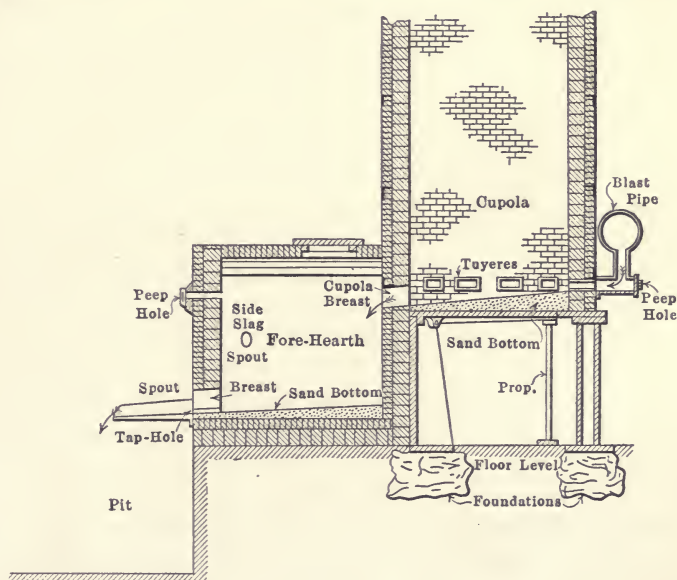 Blast
Pipe
Cupola
Tuyeres
Cupola
Breast
Peep
Hole
Peep
Hole
Side
Slag
Spout
Fore-Hearth
Sand Bottom
Spout
Breast
Sand Bottom
Prop.
Tap-Hole
Floor Level
Pit
Foundations